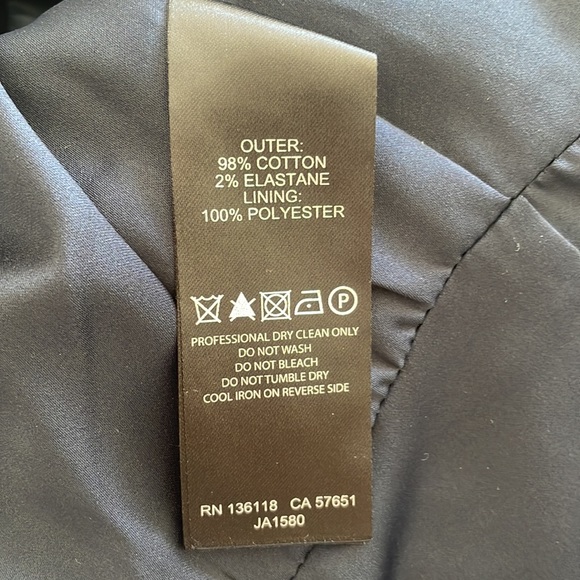 OUTER:
98% COTTON
2% ELASTANE
LINING:
100% POLYESTER
P
PROFESSIONAL DRY CLEAN ONLY
DO NOT WASH
DO NOT BLEACH
DO NOT TUMBLE DRY
COOL IRON ON REVERSE SIDE
RN 136118 CA 57651
JA1580